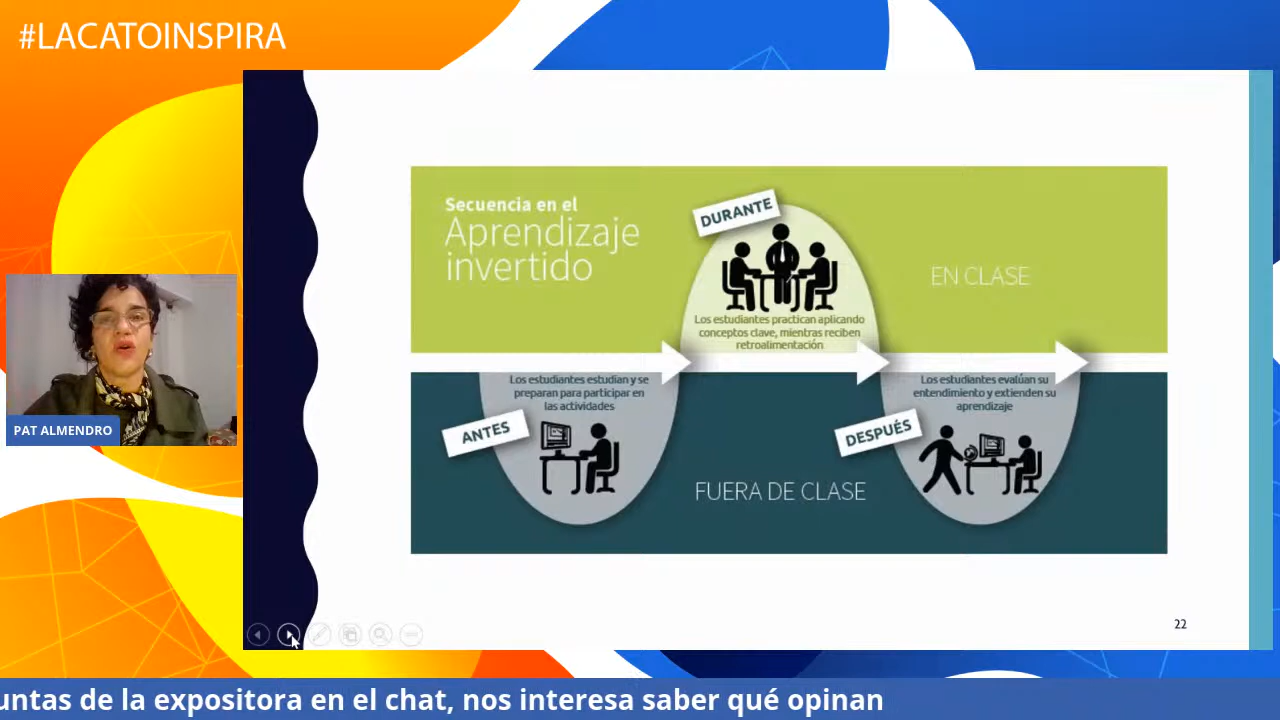 #LACATOINSPIRA
Secuencia en el
Aprendizaje
invertido
DURANTE
Los estudiantes practican aplicando
conceptos clave, mientras reciben
retroalimentación
EN CLASE
Los estudiantes estudian y se
preparan para participar en
las actividades
ANTES
FUERA DE CLASE
Los estudiantes evalúan su
entendimiento y extienden su
aprendizaje
DESPUÉS
PAT ALMENDRO
22
untas de la expositora en el chat, nos interesa saber qué opinan